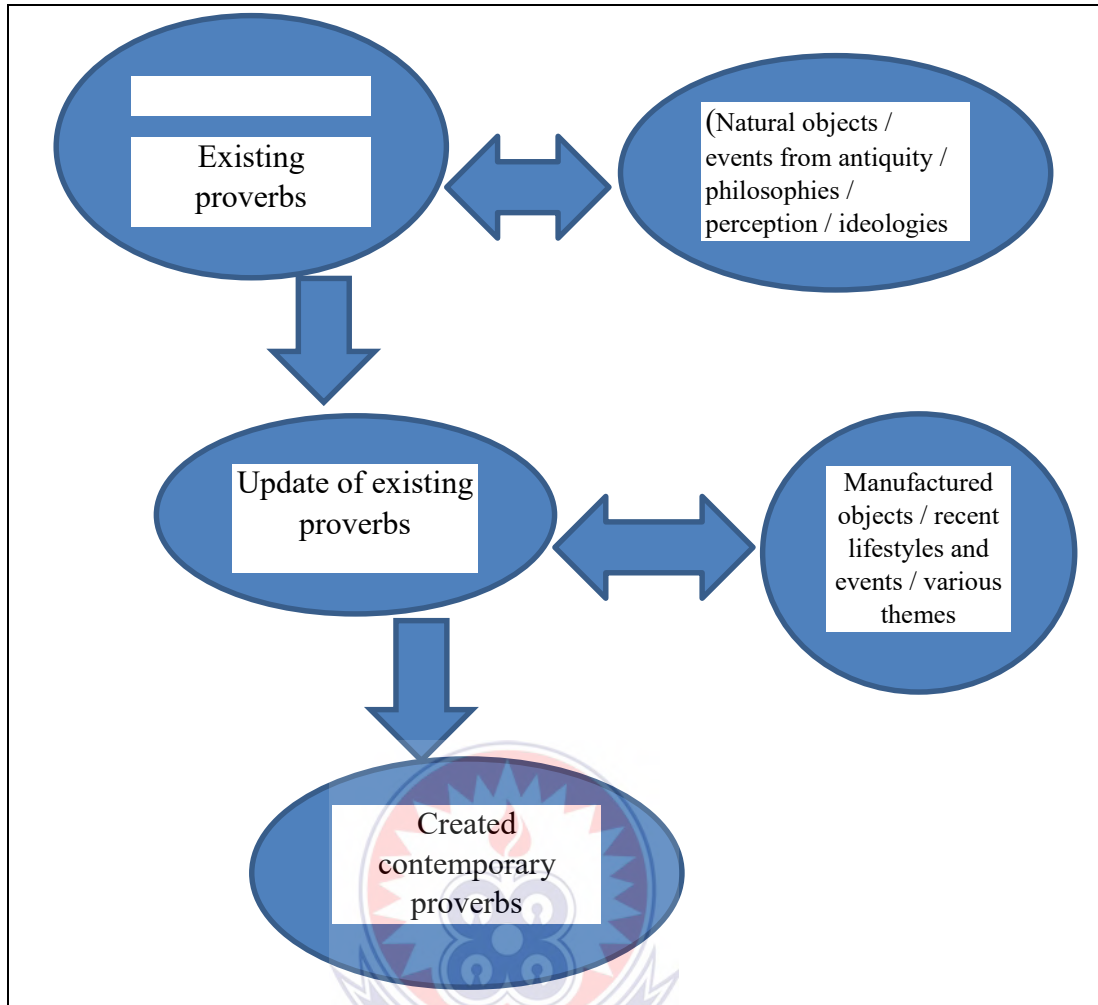 Existing
proverbs
(Natural objects /
events from antiquity /
philosophies /
perception / ideologies
Update of existing
proverbs
Manufactured
objects / recent
lifestyles and
events / various
themes
Created
contemporary
proverbs